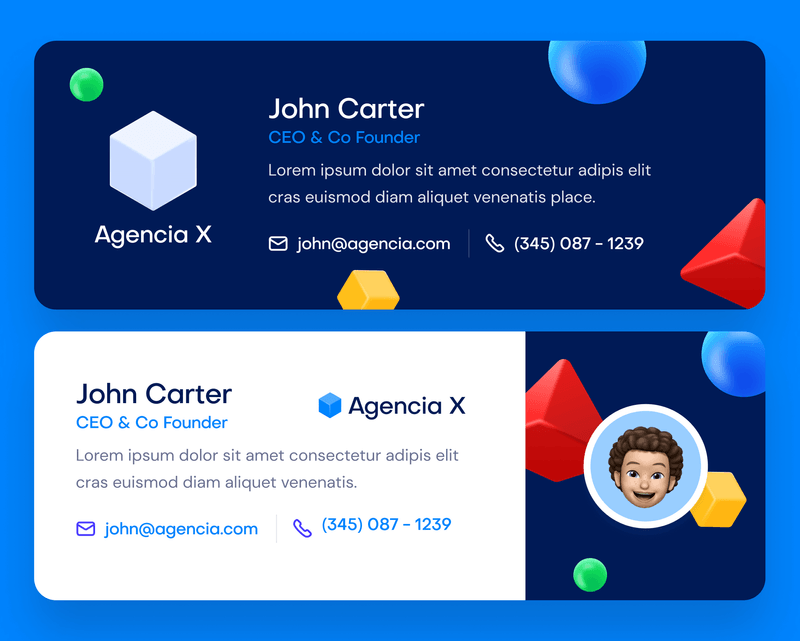 John Carter
CEO & Co Founder
Lorem ipsum dolor sit amet consectetur adipis elit
cras euismod diam aliquet venenatis place.
Agencia X
john@agencia.com
(345) 087 - 1239
John Carter
Agencia X
CEO & Co Founder
Lorem ipsum dolor sit amet consectetur adipis elit
cras euismod diam aliquet venenatis.
john@agencia.com
(345) 087 - 1239